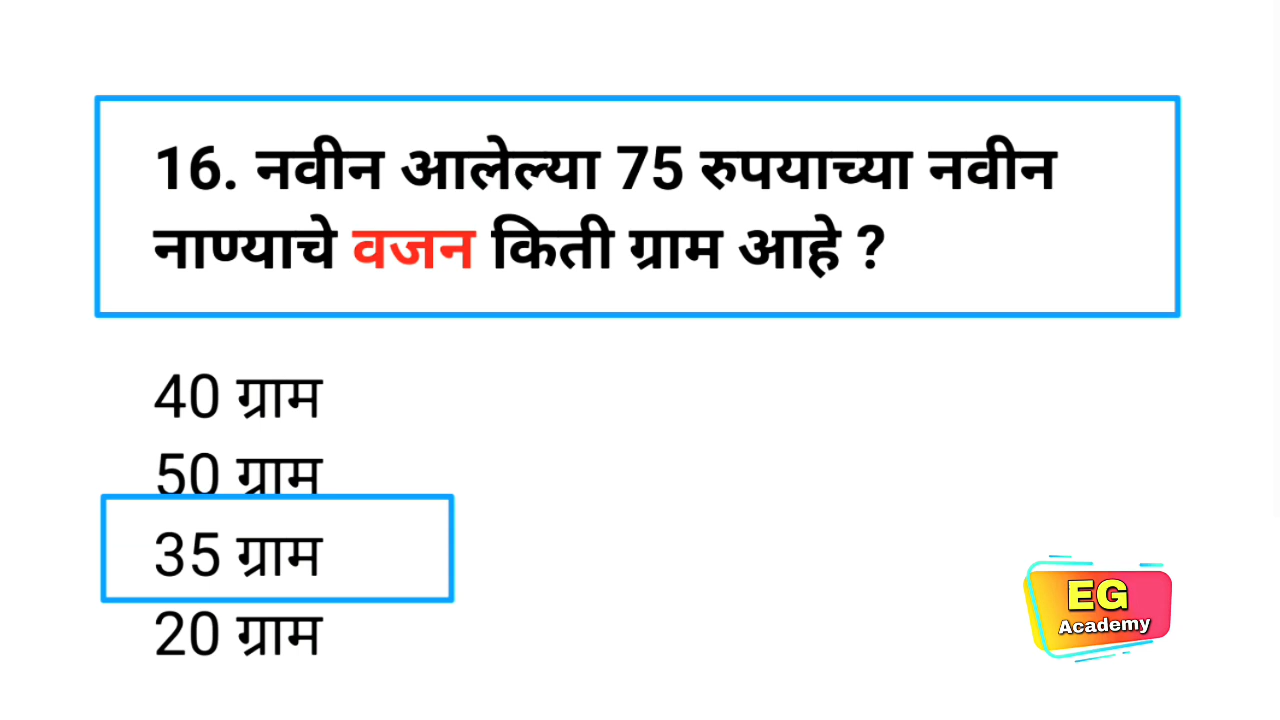 16. नवीन आलेल्या 75 रुपयाच्या नवीन
नाण्याचे वजन किती ग्राम आहे ?
40 ग्राम
50 ग्राम
35 ग्राम
20 ग्राम
EG
Academy